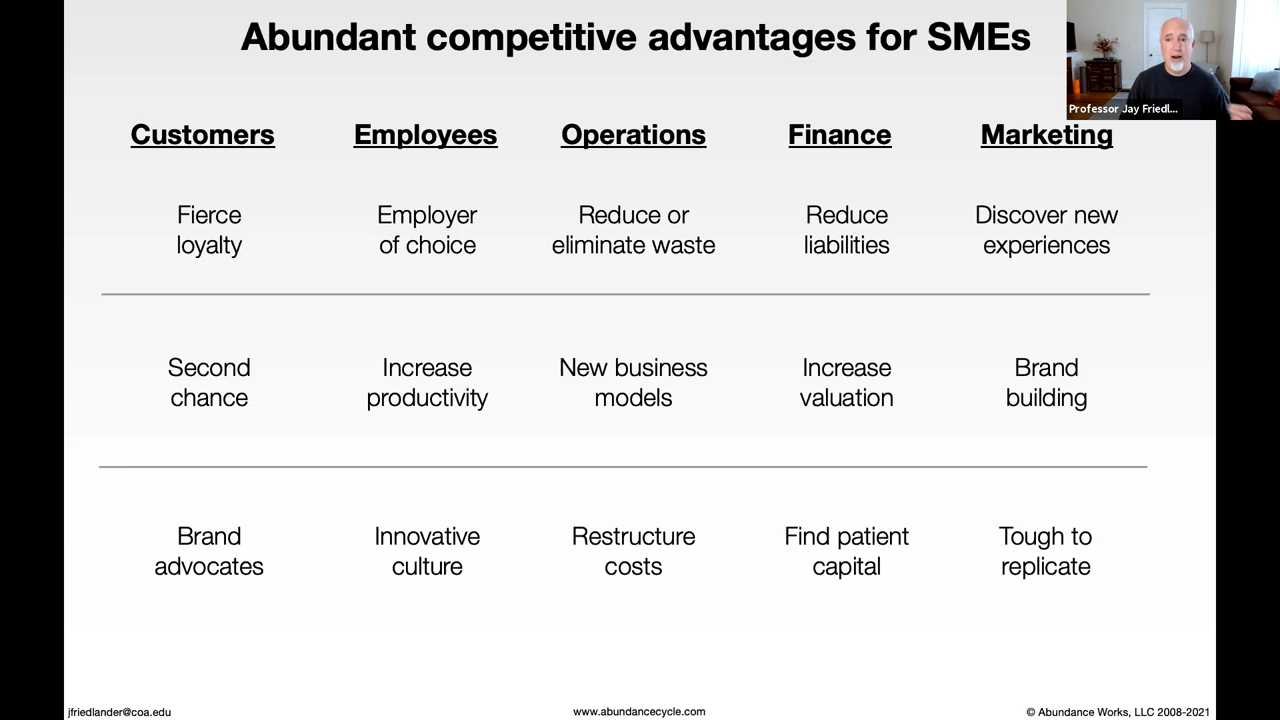 Abundant competitive advantages for SMEs
Professor Jay Friedl...
Customers
Employees
Operations
Finance
Marketing
Fierce
loyalty
Employer
of choice
Reduce or
eliminate waste
Reduce
liabilities
Discover new
experiences
Second
chance
Increase
productivity
New business
models
Increase
valuation
Brand
building
Brand
advocates
Innovative
culture
Restructure
costs
Find patient
capital
Tough to
replicate
jfriedlander@coa.edu
www.abundancecycle.com
© Abundance Works, LLC 2008-2021